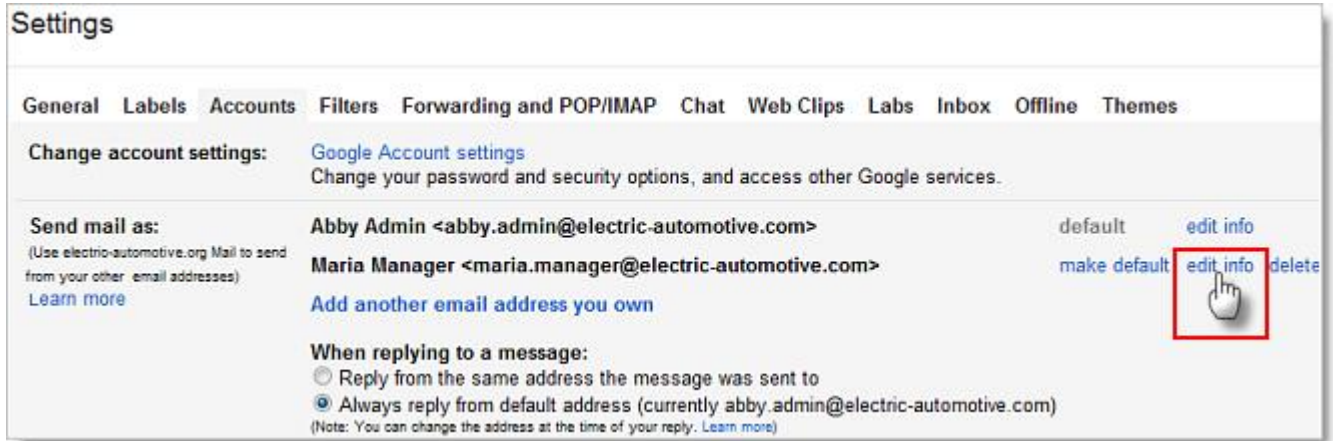 Settings
General Labels Accounts Filters Forwarding and POP/IMAP Chat Web Clips Labs Inbox Offline Themes
Change account settings: Google Account settings
Change your password and security options, and access other Google services.
Send mail as: Abby Admin <abby.admin@electric-automotive.com> default edit info
(Use electric-automotive.org Mail to send
from your other email addresses)
Maria Manager <maria.manager@electric-automotive.com> make default edit info delete
Learn more
Add another email address you own
When replying to a message:
Reply from the same address the message was sent to
Always reply from default address (currently abby.admin@electric-automotive.com)
(Note: You can change the address at the time of your reply. Learn more)